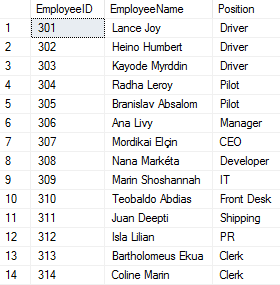 EmployeeID EmployeeName Position
1 301 Lance Joy Driver
2 302 Heino Humbert Driver
3 303 Kayode Myrddin Driver
4 304 Radha Leroy Pilot
5 305 Branislav Absalom Pilot
6 306 Ana Livy Manager
7 307 Mordikai Elçin CEO
8 308 Nana Markéta Developer
9 309 Marin Shoshannah IT
10 310 Teobaldo Abdias Front Desk
11 311 Juan Deepti Shipping
12 312 Isla Lilian PR
13 313 Bartholomeus Ekua Clerk
14 314 Coline Marin Clerk